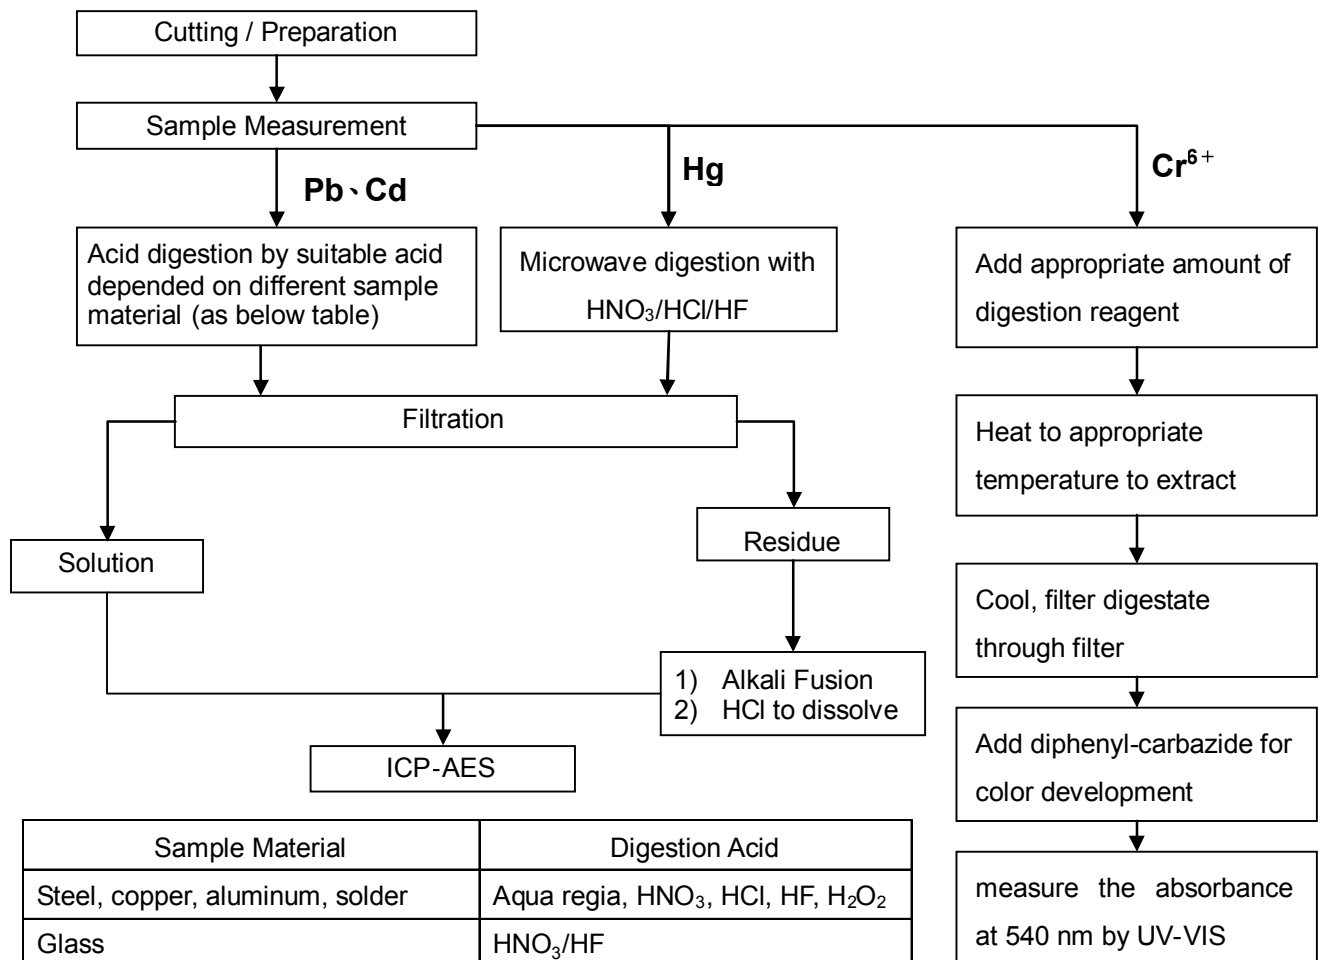 Cutting / Preparation
Sample Measurement
Pb、Cd
Hg
Cr⁶⁺
Acid digestion by suitable acid
depended on different sample
material (as below table)
Microwave digestion with
HNO₃/HCl/HF
Add appropriate amount of
digestion reagent
Filtration
Heat to appropriate
temperature to extract
Solution
Residue
Cool, filter digestate
through filter
1) Alkali Fusion
2) HCl to dissolve
ICP-AES
Add diphenyl-carbazide for
color development
measure the absorbance
at 540 nm by UV-VIS
Sample Material Digestion Acid
Steel, copper, aluminum, solder Aqua regia, HNO₃, HCl, HF, H₂O₂
Glass HNO₃/HF